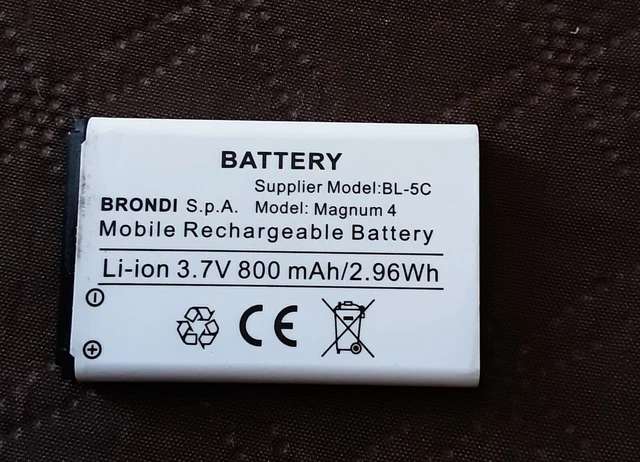 BATTERY
Supplier Model:BL-5C
BRONDI S.p.A. Model: Magnum 4
Mobile Rechargeable Battery
Li-ion 3.7V 800 mAh/2.96Wh
CE